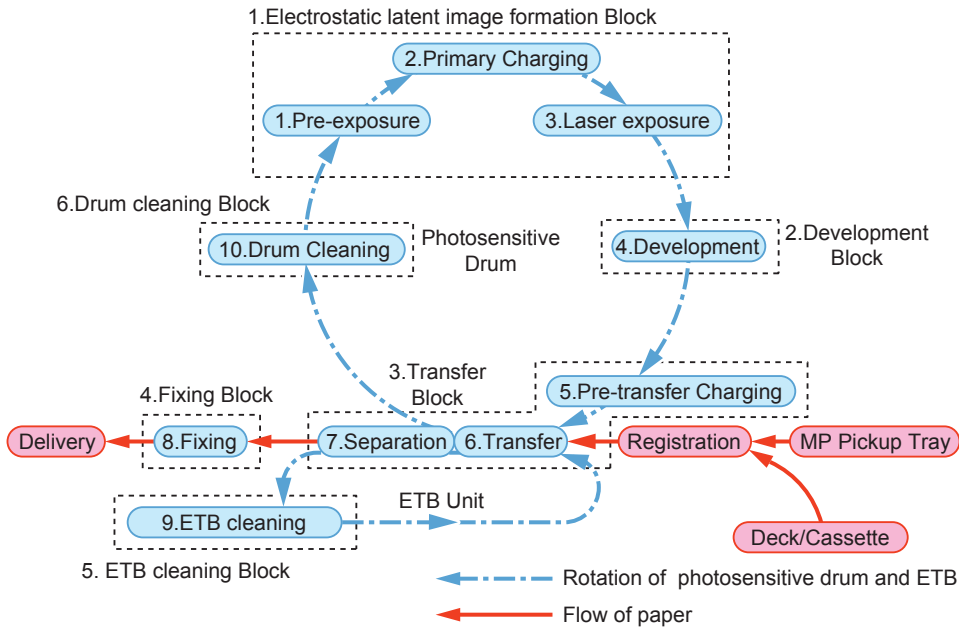 1.Electrostatic latent image formation Block
2.Primary Charging
1.Pre-exposure
3.Laser exposure
6.Drum cleaning Block
10.Drum Cleaning
Photosensitive
Drum
4.Development
2.Development
Block
3.Transfer
Block
5.Pre-transfer Charging
4.Fixing Block
Delivery
8.Fixing
7.Separation
6.Transfer
Registration
MP Pickup Tray
ETB Unit
9.ETB cleaning
Deck/Cassette
5. ETB cleaning Block
Rotation of photosensitive drum and ETB
Flow of paper